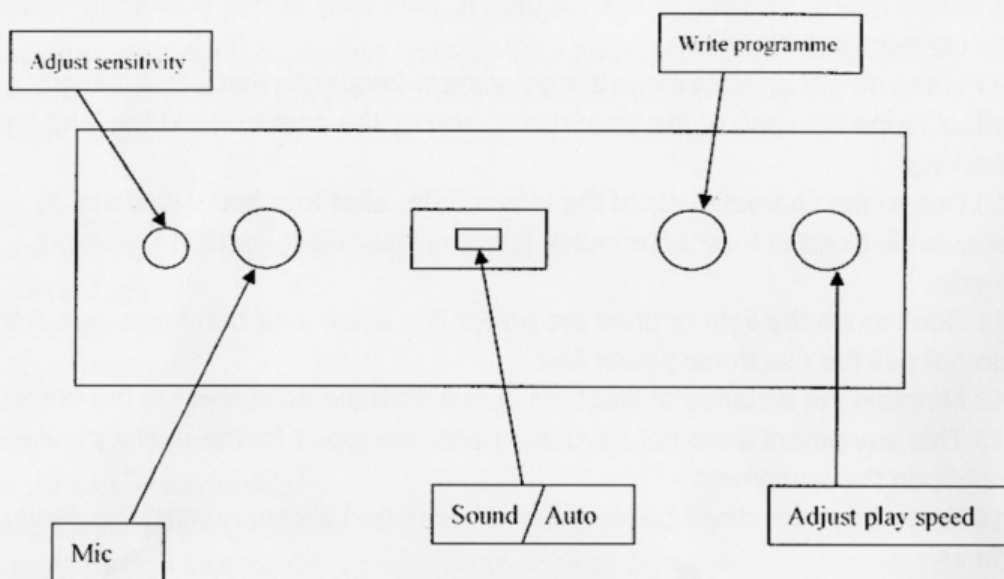 Adjust sensitivity
Write programme
Sound Auto
Adjust play speed
Mic